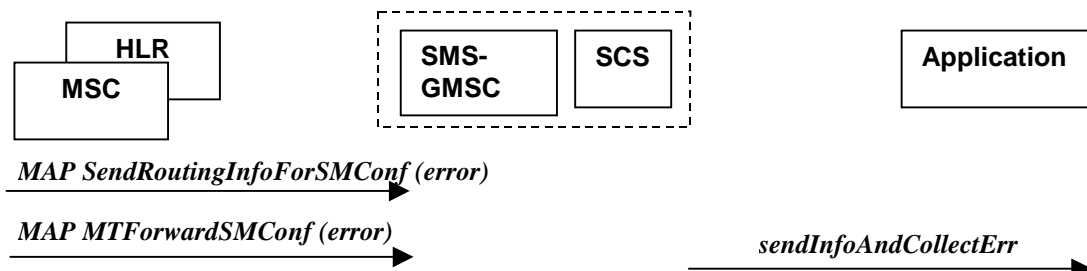 HLR
MSC
SMS-
GMSC
SCS
Application
MAP SendRoutingInfoForSMConf (error)
MAP MTForwardSMConf (error)
sendInfoAndCollectErr